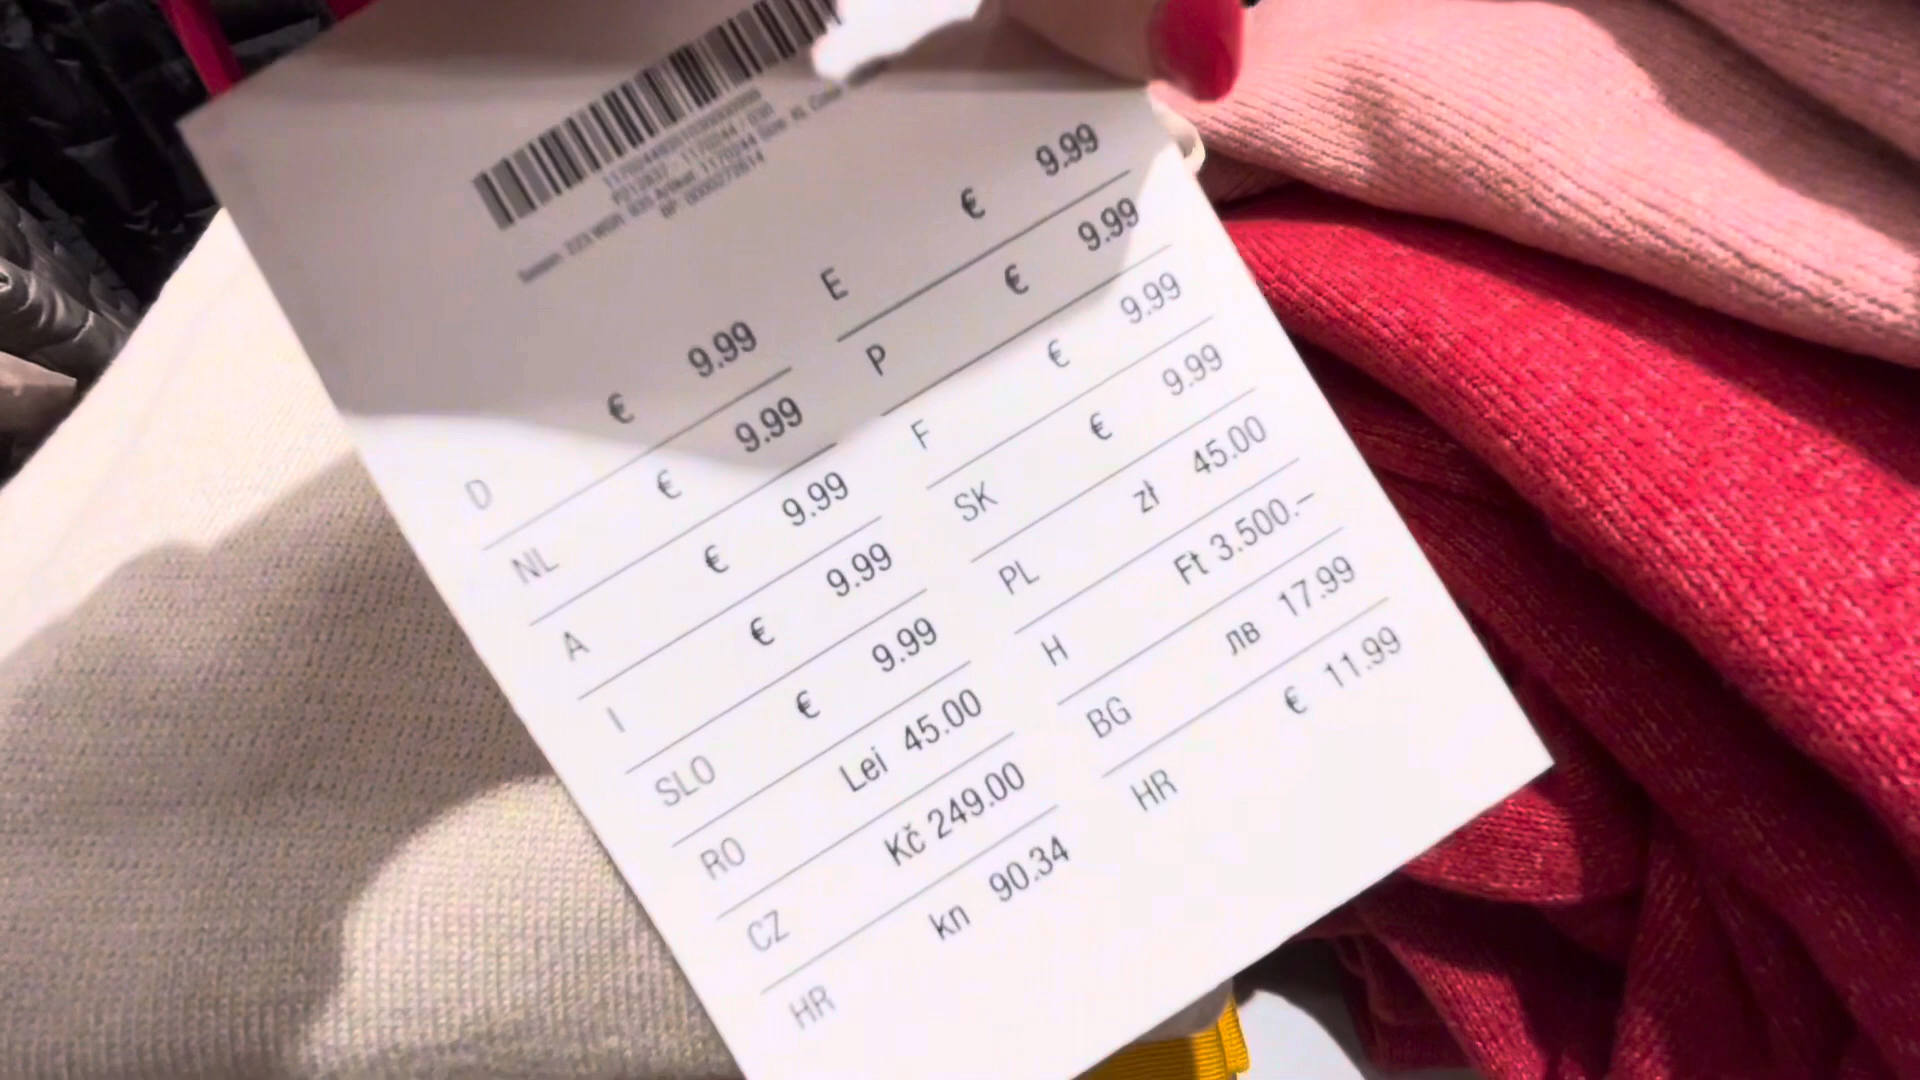 D € 9.99
NL € 9.99
A € 9.99
I € 9.99
SLO € 9.99
RO Lei 45.00
CZ Kč 249.00
HR kn 90.34
E € 9.99
P € 9.99
F € 9.99
SK € 9.99
PL zł 45.00
H Ft 3.500.–
BG лв 17.99
HR € 11.99